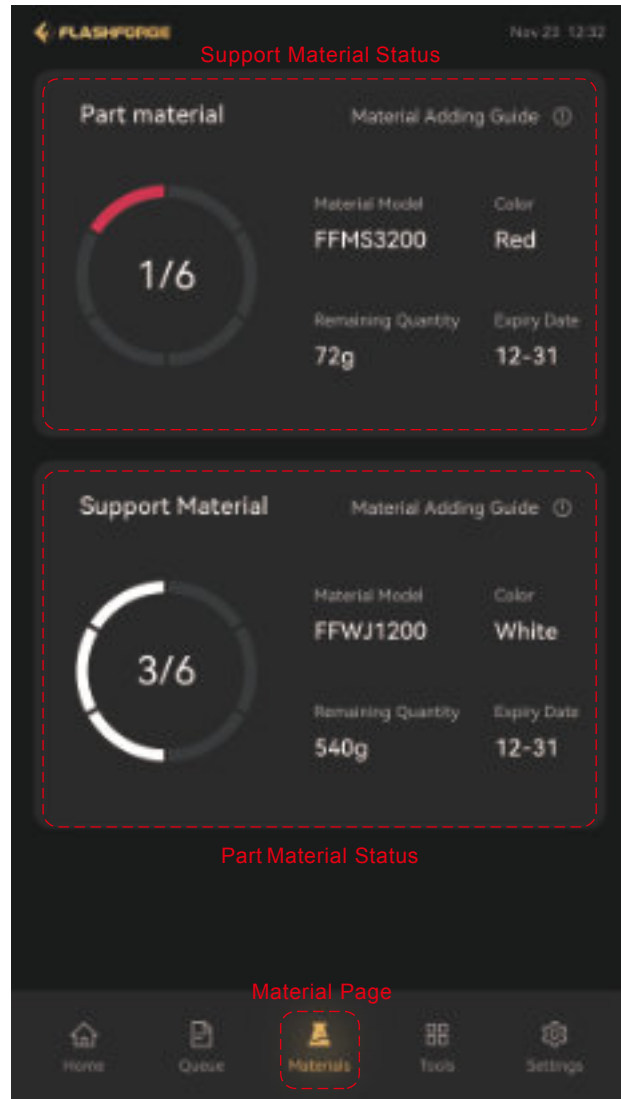 FLASHFORGE Nov 23 12:32
Support Material Status
Part material Material Adding Guide
Material Model Color
FFMS3200 Red
1/6
Remaining Quantity Expiry Date
72g 12-31
Support Material Material Adding Guide
Material Model Color
FFWJ1200 White
3/6
Remaining Quantity Expiry Date
540g 12-31
Part Material Status
Material Page
Home Queue Materials Tools Settings